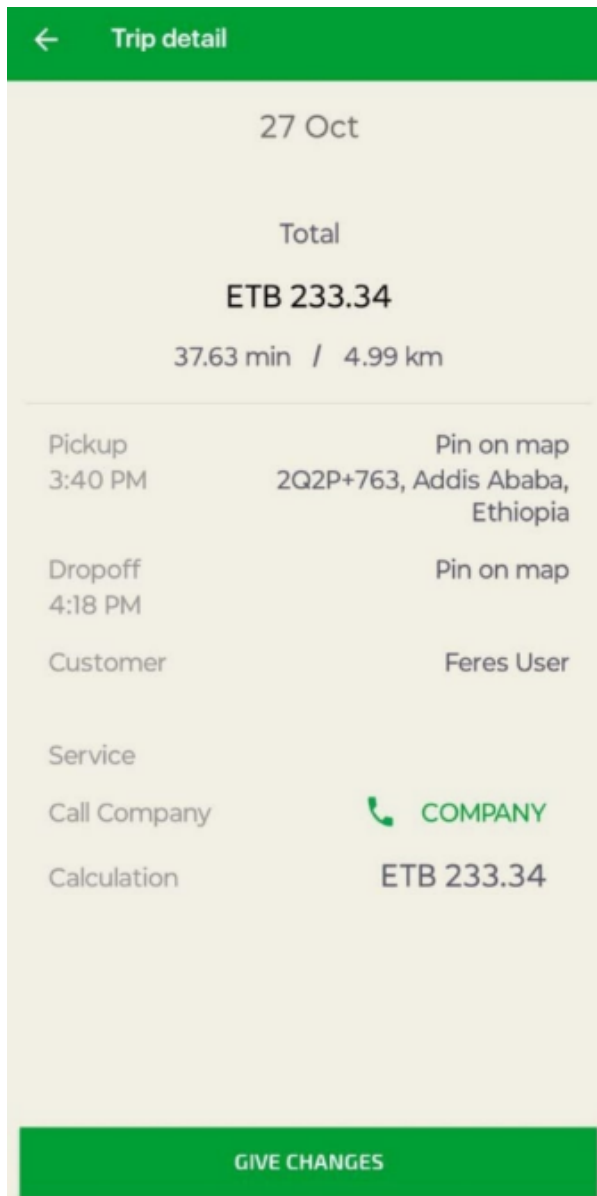 Trip detail
27 Oct
Total
ETB 233.34
37.63 min / 4.99 km
Pickup
Pin on map
3:40 PM
2Q2P+763, Addis Ababa,
Ethiopia
Dropoff
Pin on map
4:18 PM
Customer
Feres User
Service
Call Company
COMPANY
Calculation
ETB 233.34
GIVE CHANGES